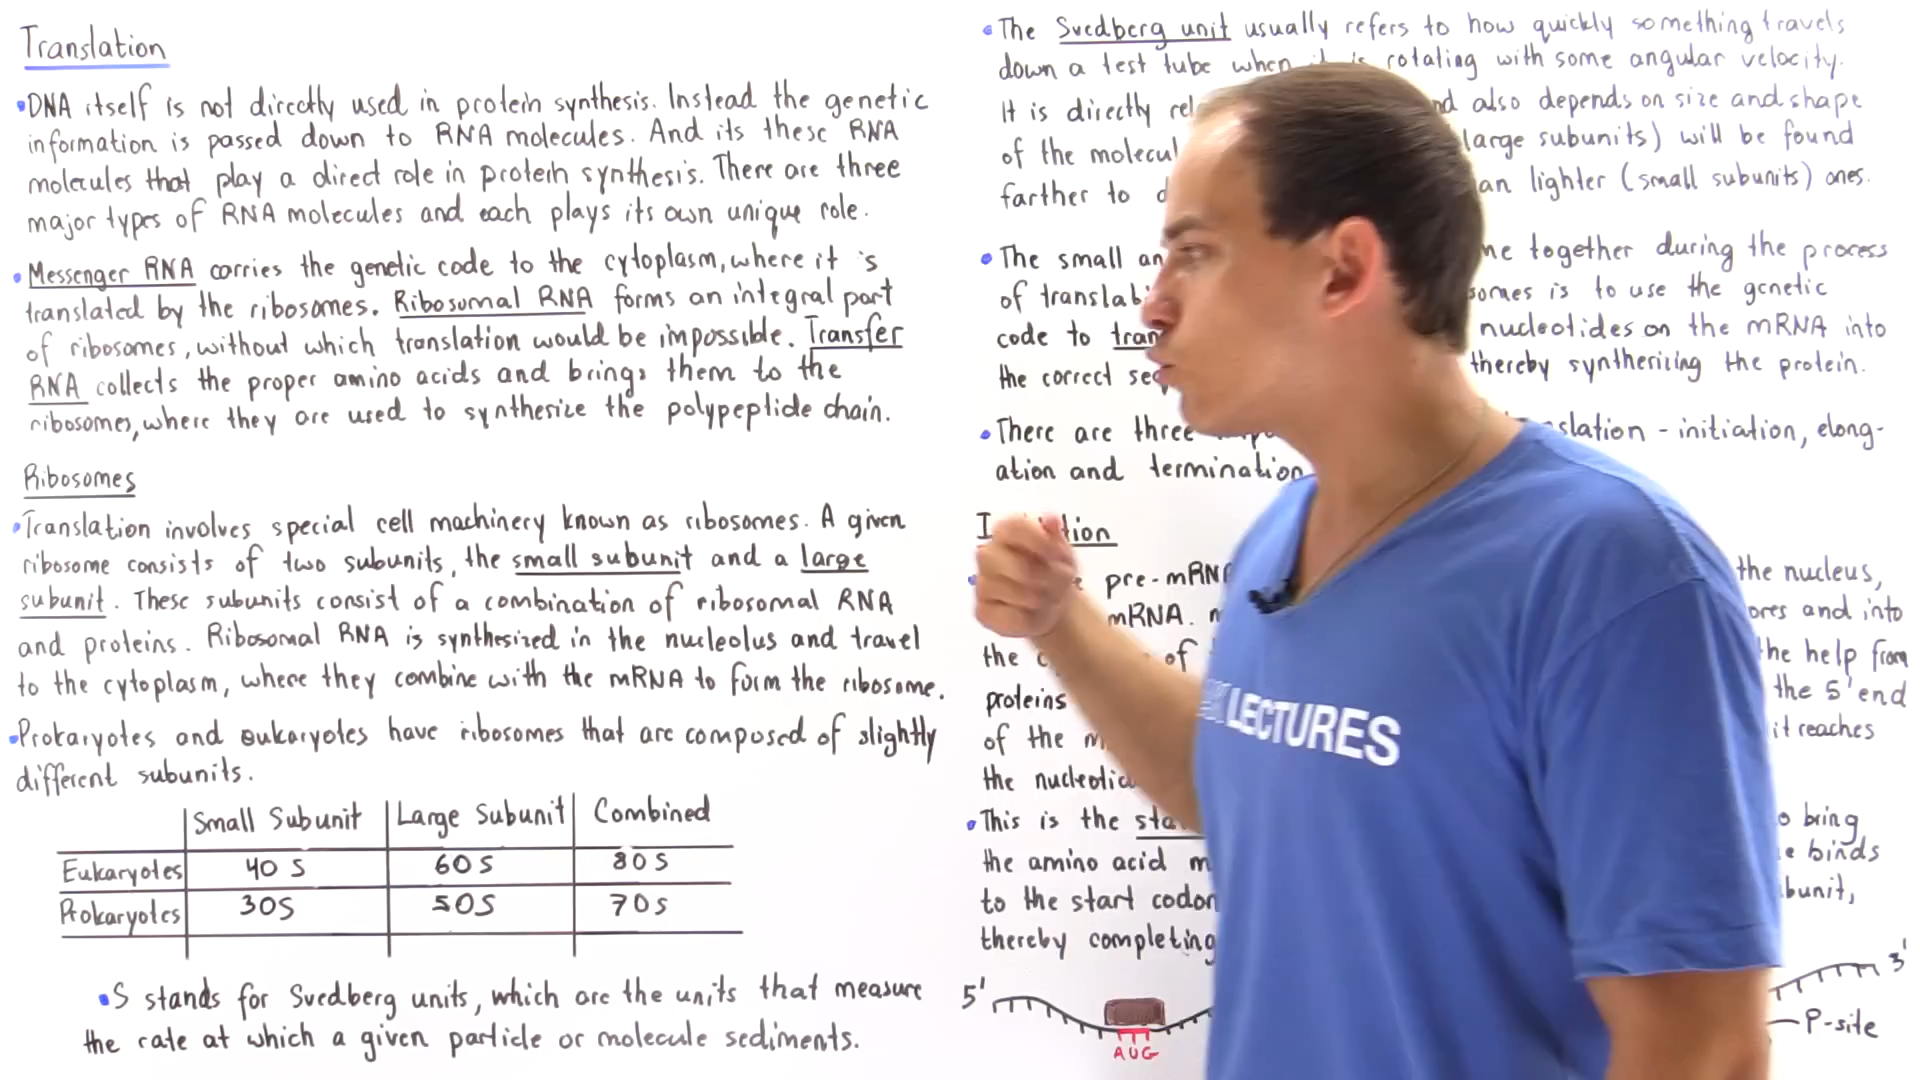 Translation
•DNA itself is not directly used in protein synthesis. Instead the genetic
information is passed down to RNA molecules. And its these RNA
molecules that play a direct role in protein synthesis. There are three
major types of RNA molecules and each plays its own unique role.
•Messenger RNA carries the genetic code to the cytoplasm, where it is
translated by the ribosomes. Ribosomal RNA forms an integral part
of ribosomes, without which translation would be impossible. Transfer
RNA collects the proper amino acids and brings them to the
ribosomes, where they are used to synthesize the polypeptide chain.
Ribosomes
•Translation involves special cell machinery known as ribosomes. A given
ribosome consists of two subunits, the small subunit and a large
subunit. These subunits consist of a combination of ribosomal RNA
and proteins. Ribosomal RNA is synthesized in the nucleolus and travel
to the cytoplasm, where they combine with the mRNA to form the ribosome.
•Prokaryotes and eukaryotes have ribosomes that are composed of slightly
different subunits.
Small Subunit Large Subunit Combined
Eukaryotes 40 S 60 S 80 S
Prokaryotes 30S 50S 70S
•S stands for Svedberg units, which are the units that measure
the rate at which a given particle or molecule sediments.
•The Svedberg unit usually refers to how quickly something travels
down a test tube when it is rotating with some angular velocity.
It is directly also depends on size and shape
of the large subunits) will be found
farther to lighter (small subunits) ones.
•The small together during the process
of is to use the genetic
code to nucleotides on the mRNA into
the correct thereby synthesizing the protein.
•There are three - initiation, elong-
ation and termination
pre-mRNA the nucleus,
mRNA. and into
the of the help from
proteins the 5' end
of the it reaches
the
•This is the bring
the amino acid binds
to the start codon
thereby completing
5' 3'
AUG
P-site
LECTURES